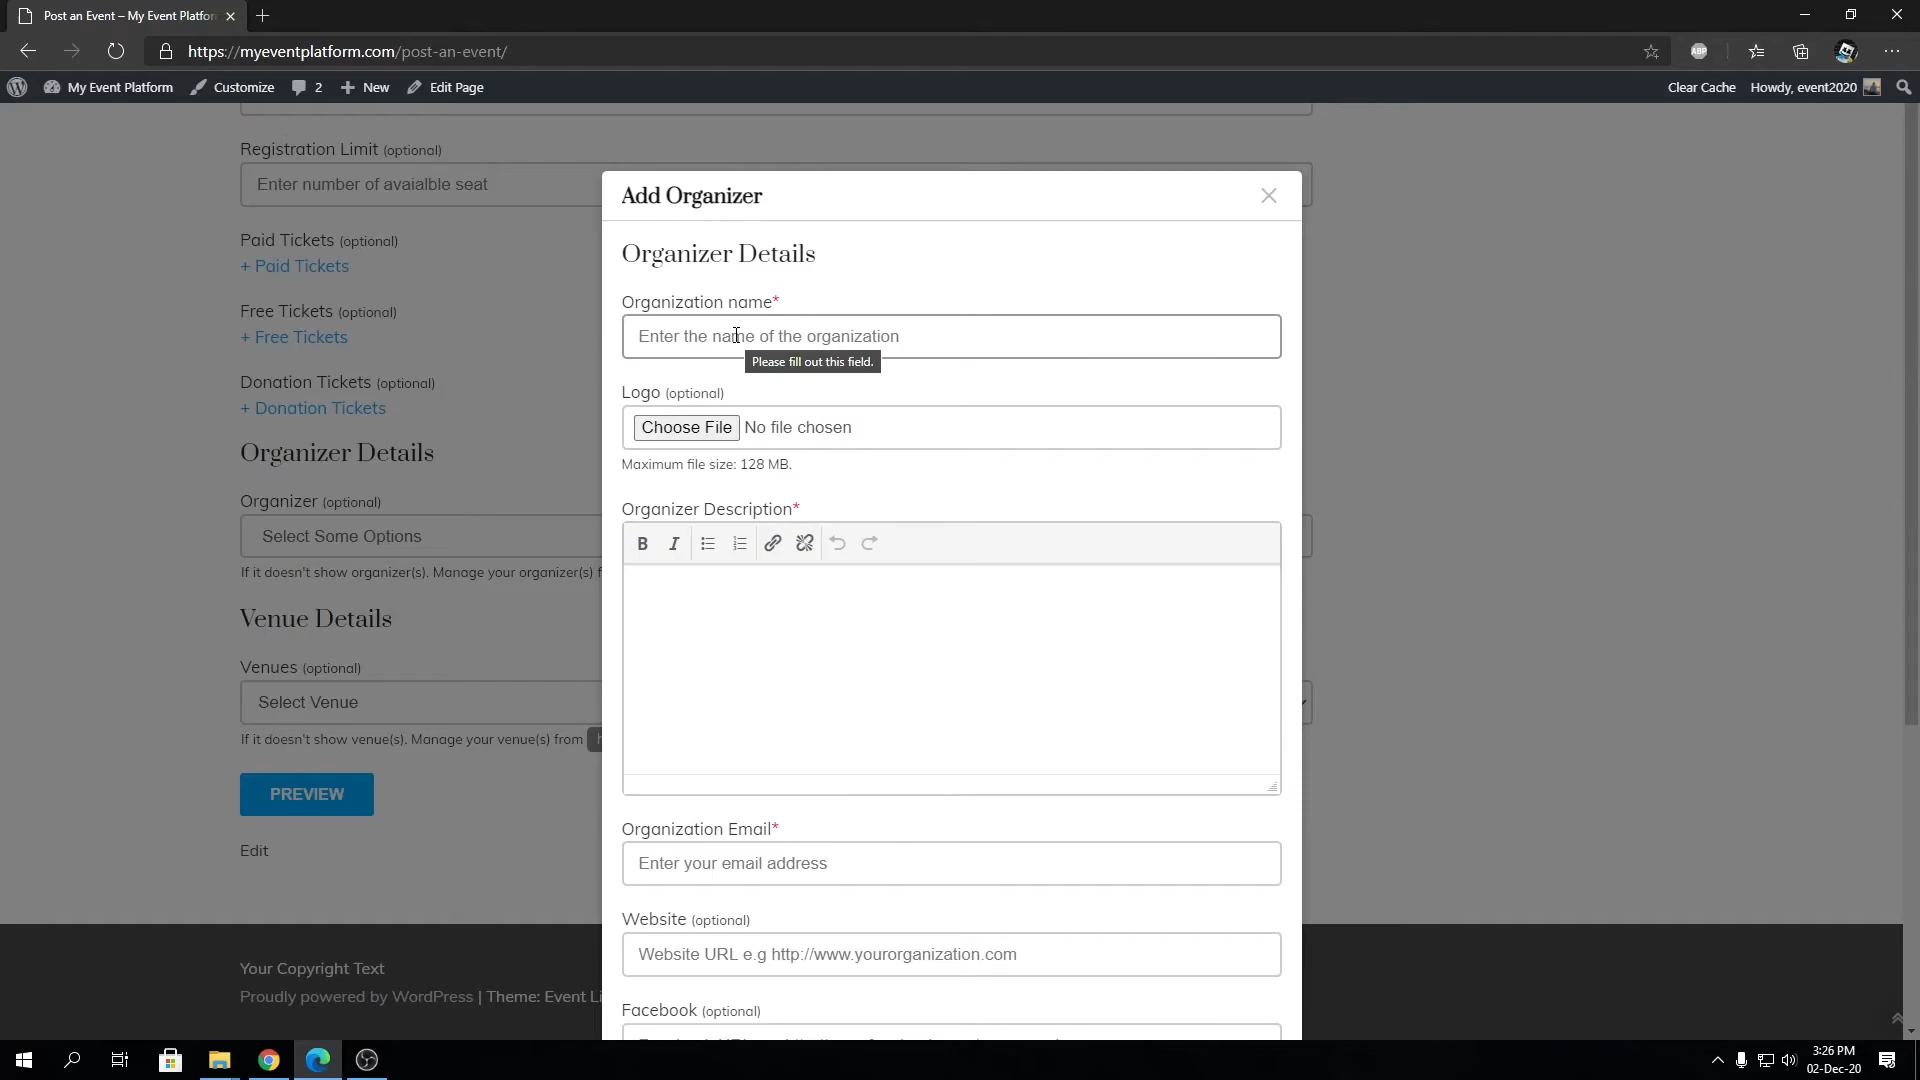 Post an Event – My Event Platfor
https://myeventplatform.com/post-an-event/
ABP
My Event Platform
Customize
2
New
Edit Page
Clear Cache
Howdy, event2020
Registration Limit (optional)
Enter number of avaialble seat
Paid Tickets (optional)
+ Paid Tickets
Free Tickets (optional)
+ Free Tickets
Donation Tickets (optional)
+ Donation Tickets
Organizer Details
Organizer (optional)
Select Some Options
If it doesn't show organizer(s). Manage your organizer(s) f
Venue Details
Venues (optional)
Select Venue
If it doesn't show venue(s). Manage your venue(s) from h
PREVIEW
Edit
Your Copyright Text
Proudly powered by WordPress | Theme: Event Li
Add Organizer
Organizer Details
Organization name*
Enter the name of the organization
Please fill out this field.
Logo (optional)
Choose File No file chosen
Maximum file size: 128 MB.
Organizer Description*
B I
Organization Email*
Enter your email address
Website (optional)
Website URL e.g http://www.yourorganization.com
Facebook (optional)
3:26 PM
02-Dec-20